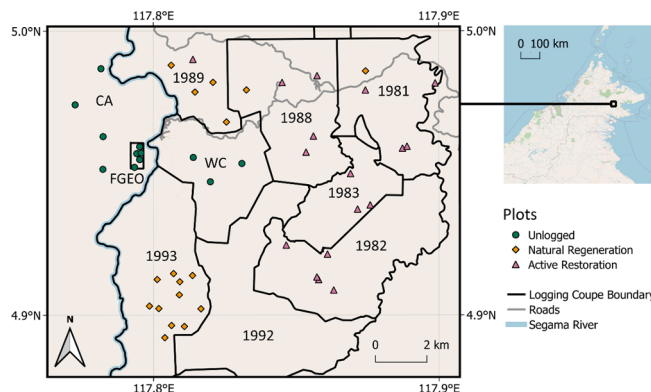 117.8°E 117.9°E
5.0°N 5.0°N
0 100 km
CA
1989
1981
1988
WC
FGEO
1983
1993
1982
1992
4.9°N 4.9°N
N
0 2 km
117.8°E 117.9°E
Plots
Unlogged
Natural Regeneration
Active Restoration
Logging Coupe Boundary
Roads
Segama River